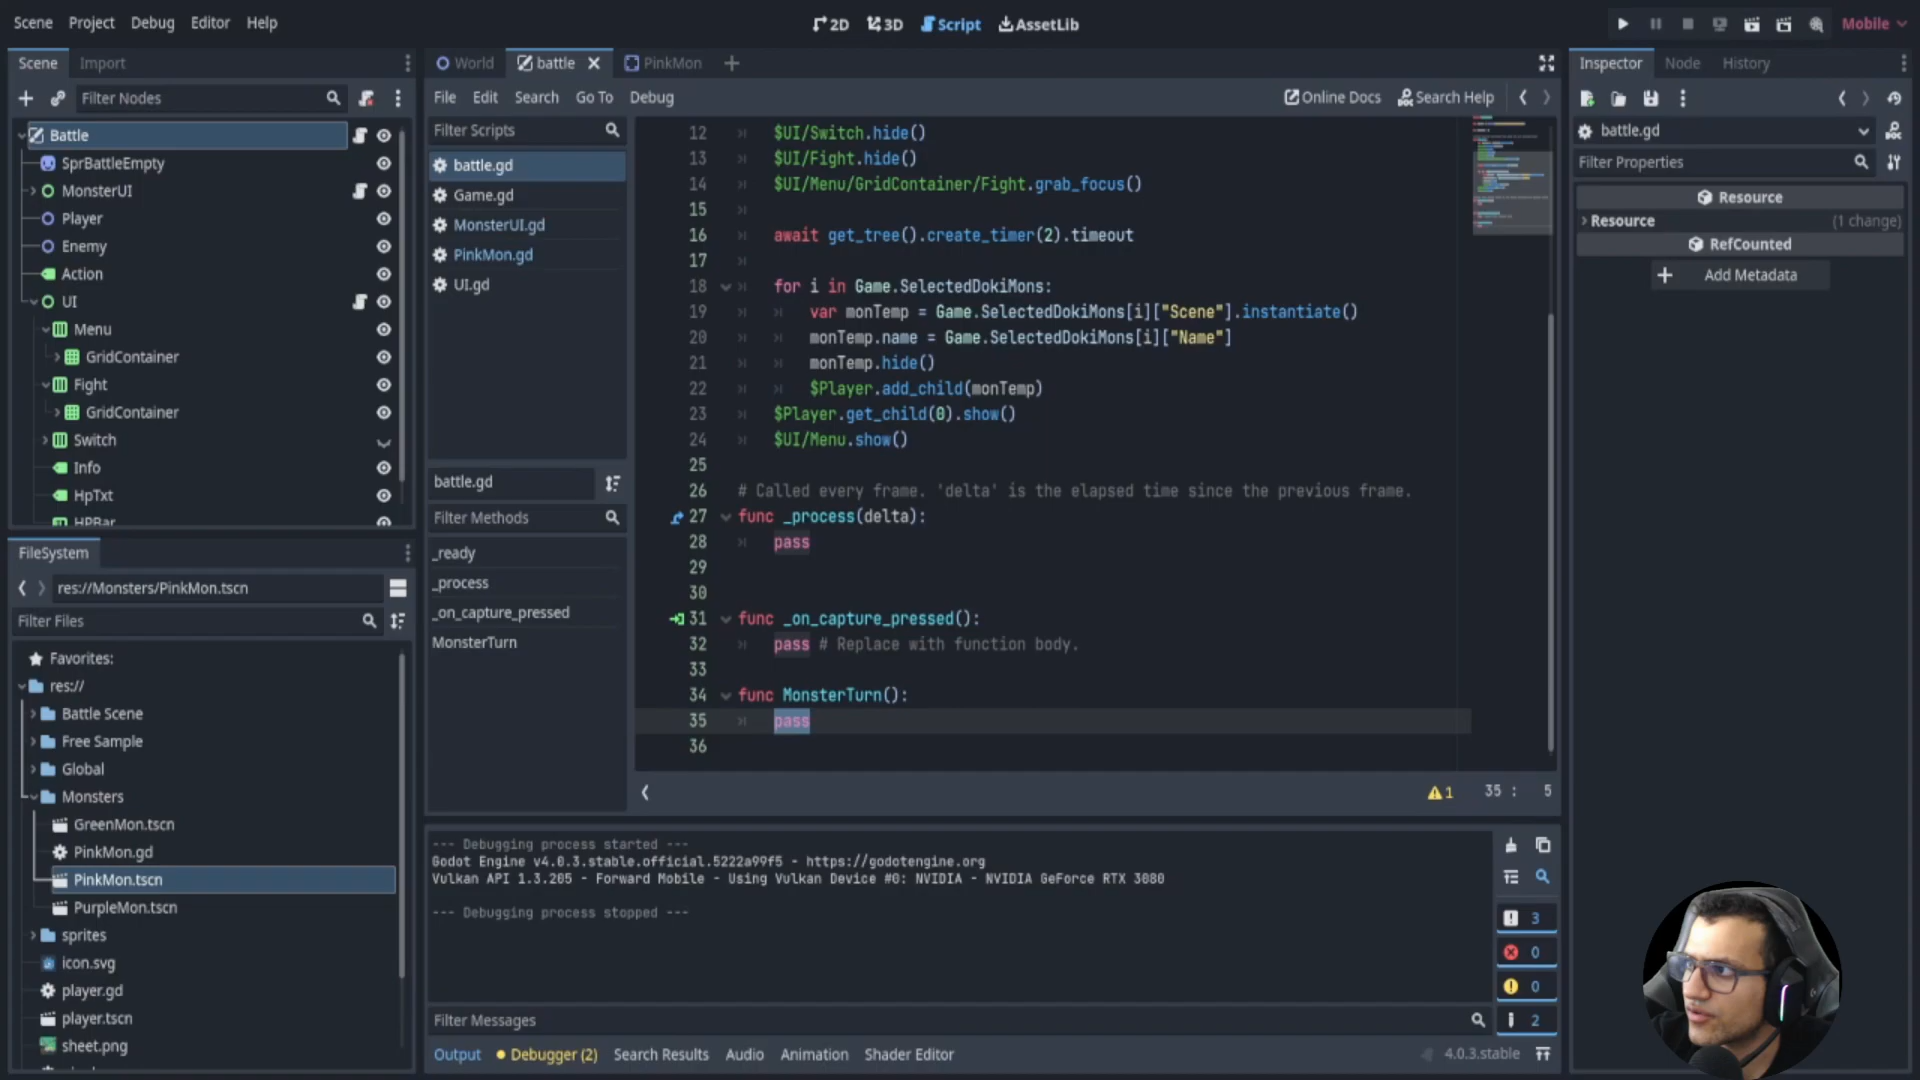 Scene Project Debug Editor Help
2D 3D Script AssetLib
Mobile
Scene Import
Filter Nodes
Battle
SprBattleEmpty
MonsterUI
Player
Enemy
Action
UI
Menu
GridContainer
Fight
GridContainer
Switch
Info
HpTxt
HPBar
FileSystem
res://Monsters/PinkMon.tscn
Filter Files
Favorites:
res://
Battle Scene
Free Sample
Global
Monsters
GreenMon.tscn
PinkMon.gd
PinkMon.tscn
PurpleMon.tscn
sprites
icon.svg
player.gd
player.tscn
sheet.png
World battle PinkMon
File Edit Search Go To Debug
Online Docs Search Help
Filter Scripts
battle.gd
Game.gd
MonsterUI.gd
PinkMon.gd
UI.gd
battle.gd
Filter Methods
_ready
_process
_on_capture_pressed
MonsterTurn
12 $UI/Switch.hide()
13 $UI/Fight.hide()
14 $UI/Menu/GridContainer/Fight.grab_focus()
15
16 await get_tree().create_timer(2).timeout
17
18 for i in Game.SelectedDokiMons:
19 var monTemp = Game.SelectedDokiMons[i]["Scene"].instantiate()
20 monTemp.name = Game.SelectedDokiMons[i]["Name"]
21 monTemp.hide()
22 $Player.add_child(monTemp)
23 $Player.get_child(0).show()
24 $UI/Menu.show()
25
26 # Called every frame. 'delta' is the elapsed time since the previous frame.
27 func _process(delta):
28 pass
29
30
31 func _on_capture_pressed():
32 pass # Replace with function body.
33
34 func MonsterTurn():
35 pass
36
1 35 : 5
--- Debugging process started ---
Godot Engine v4.0.3.stable.official.5222a99f5 - https://godotengine.org
Vulkan API 1.3.205 - Forward Mobile - Using Vulkan Device #0: NVIDIA - NVIDIA GeForce RTX 3080
--- Debugging process stopped ---
3
0
0
2
Filter Messages
Output Debugger (2) Search Results Audio Animation Shader Editor
4.0.3.stable
Inspector Node History
battle.gd
Filter Properties
Resource
Resource (1 change)
RefCounted
Add Metadata